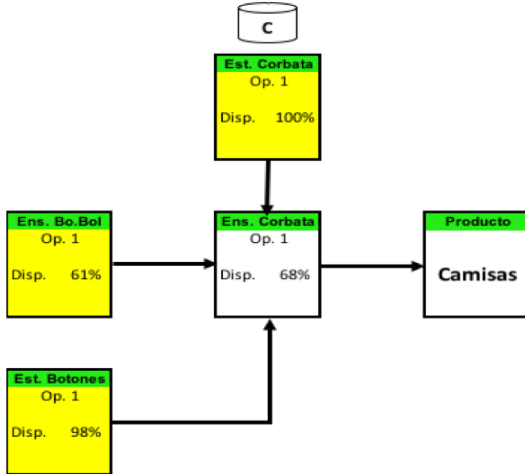 C
Est. Corbata
Op. 1
Disp. 100%
Ens. Bo.Bol
Op. 1
Disp. 61%
Ens. Corbata
Op. 1
Disp. 68%
Producto
Camisas
Est. Botones
Op. 1
Disp. 98%